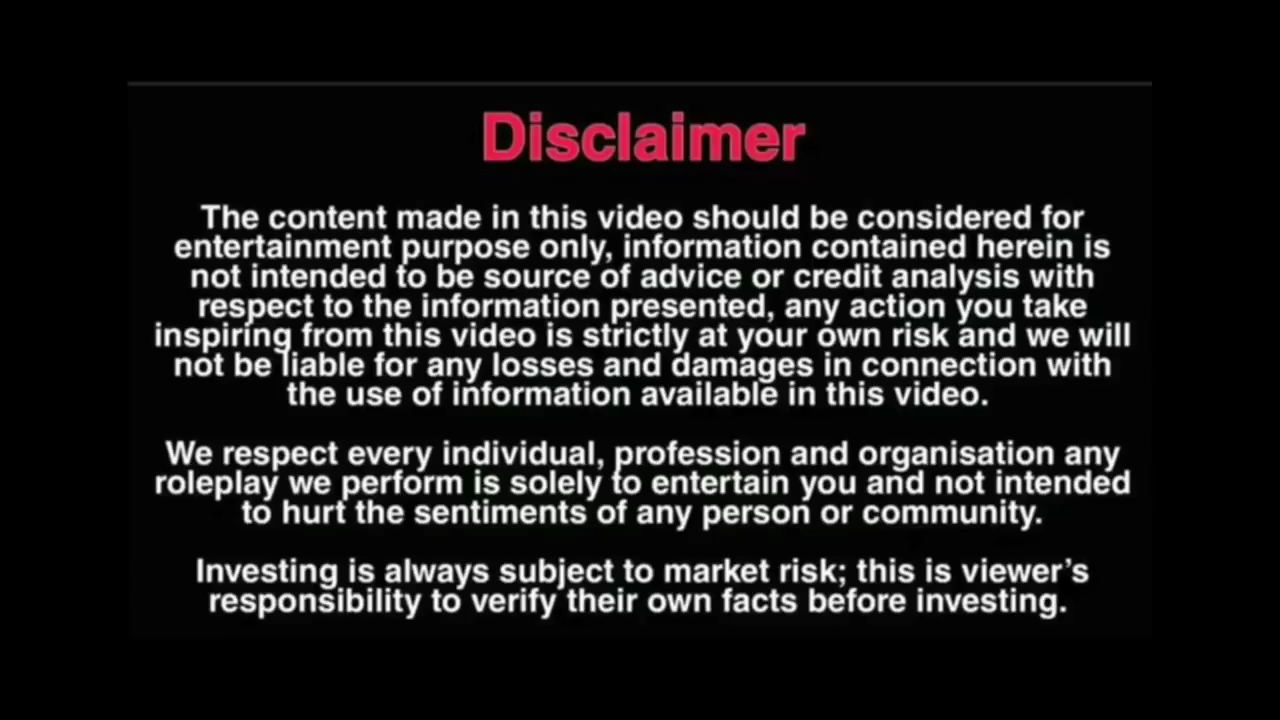 Disclaimer
The content made in this video should be considered for
entertainment purpose only, information contained herein is
not intended to be source of advice or credit analysis with
respect to the information presented, any action you take
inspiring from this video is strictly at your own risk and we will
not be liable for any losses and damages in connection with
the use of information available in this video.
We respect every individual, profession and organisation any
roleplay we perform is solely to entertain you and not intended
to hurt the sentiments of any person or community.
Investing is always subject to market risk; this is viewer’s
responsibility to verify their own facts before investing.